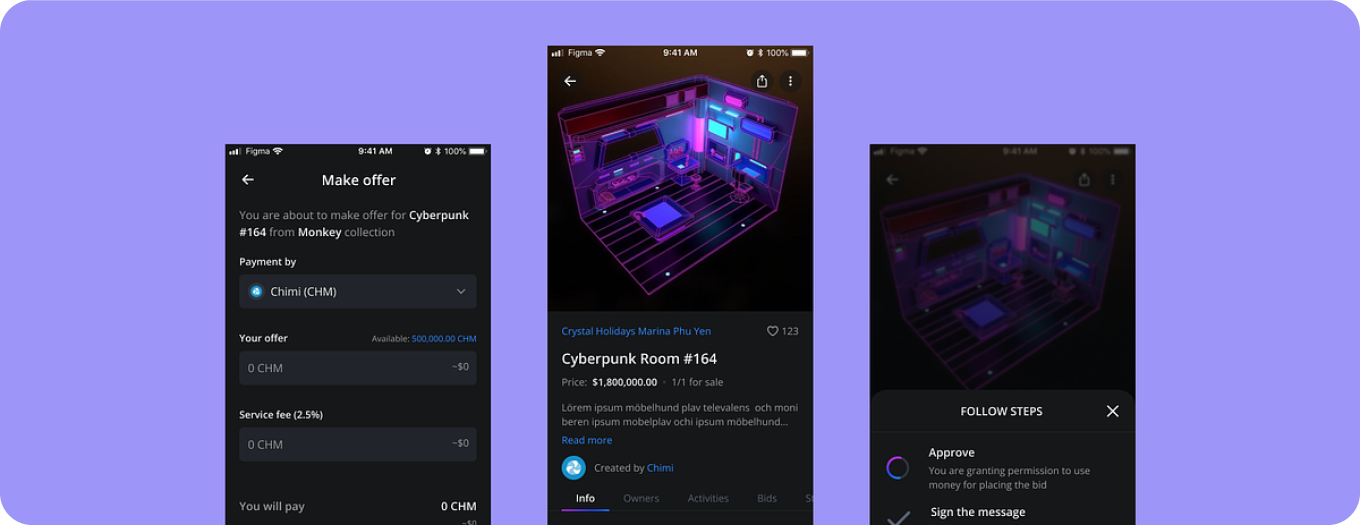 Figma
9:41 AM
100%
Make offer
You are about to make offer for Cyberpunk
#164 from Monkey collection
Payment by
Chimi (CHM)
Your offer
Available: 500,000.00 CHM
0 CHM
~$0
Service fee (2.5%)
0 CHM
~$0
You will pay
0 CHM
~$0
Figma
9:41 AM
100%
Crystal Holidays Marina Phu Yen
123
Cyberpunk Room #164
Price: $1,800,000.00 • 1/1 for sale
Lörem ipsum möbelhund plav televalens och moni
beren ipsum mobelplav ochi ipsum möbelhund...
Read more
Created by Chimi
Info
Owners
Activities
Bids
Figma
9:41 AM
100%
FOLLOW STEPS
Approve
You are granting permission to use
money for placing the bid
Sign the message